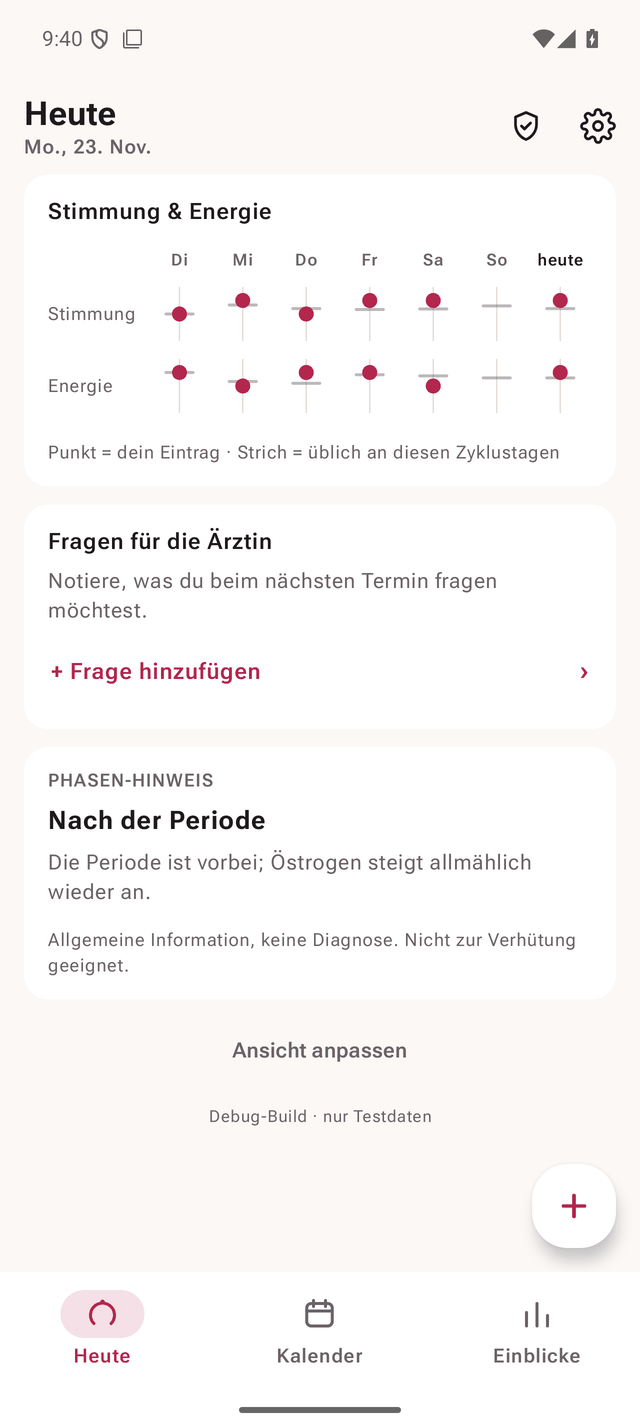 9:40
Heute
Mo., 23. Nov.
Stimmung & Energie
Di Mi Do Fr Sa So heute
Stimmung
Energie
Punkt = dein Eintrag · Strich = üblich an diesen Zyklustagen
Fragen für die Ärztin
Notiere, was du beim nächsten Termin fragen
möchtest.
+ Frage hinzufügen ›
PHASEN-HINWEIS
Nach der Periode
Die Periode ist vorbei; Östrogen steigt allmählich
wieder an.
Allgemeine Information, keine Diagnose. Nicht zur Verhütung
geeignet.
Ansicht anpassen
Debug-Build · nur Testdaten
Heute Kalender Einblicke